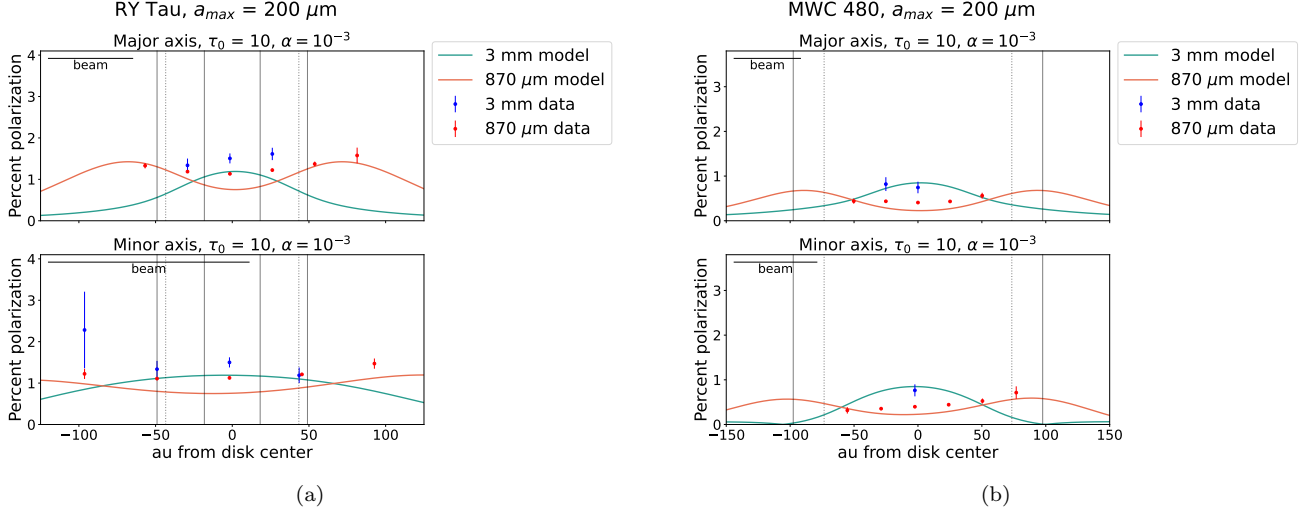 RY Tau, a_max = 200 μm
Major axis, τ₀ = 10, α = 10⁻³
4
3
2
1
0
Percent polarization
beam
3 mm model
870 μm model
3 mm data
870 μm data
Minor axis, τ₀ = 10, α = 10⁻³
4
3
2
1
0
Percent polarization
beam
−100 −50 0 50 100
au from disk center
(a)
MWC 480, a_max = 200 μm
Major axis, τ₀ = 10, α = 10⁻³
3
2
1
0
Percent polarization
beam
3 mm model
870 μm model
3 mm data
870 μm data
Minor axis, τ₀ = 10, α = 10⁻³
3
2
1
0
Percent polarization
beam
−150 −100 −50 0 50 100 150
au from disk center
(b)